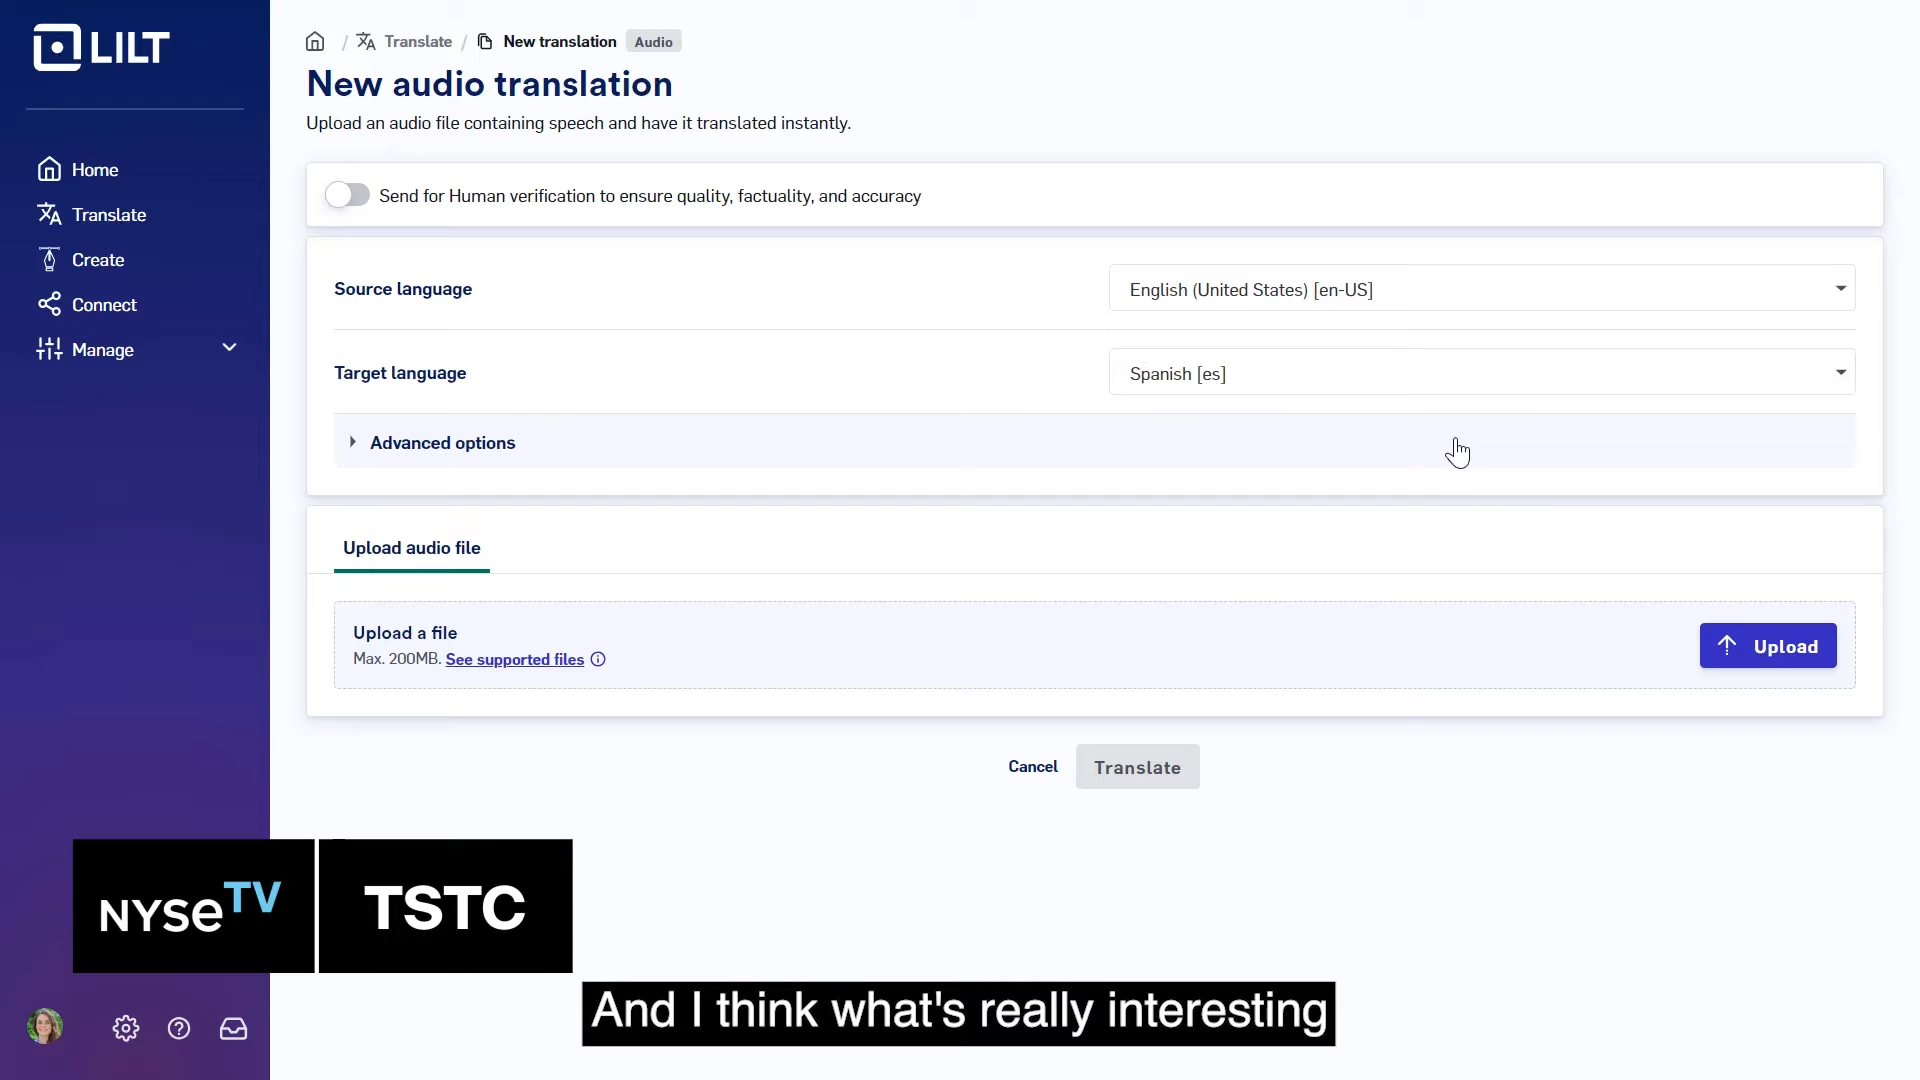 LILT
Home
Translate
Create
Connect
Manage
/ Translate / New translation Audio
New audio translation
Upload an audio file containing speech and have it translated instantly.
Send for Human verification to ensure quality, factuality, and accuracy
Source language
English (United States) [en-US]
Target language
Spanish [es]
Advanced options
Upload audio file
Upload a file
Max. 200MB. See supported files
Upload
Cancel
Translate
NYSE TV
TSTC
And I think what's really interesting